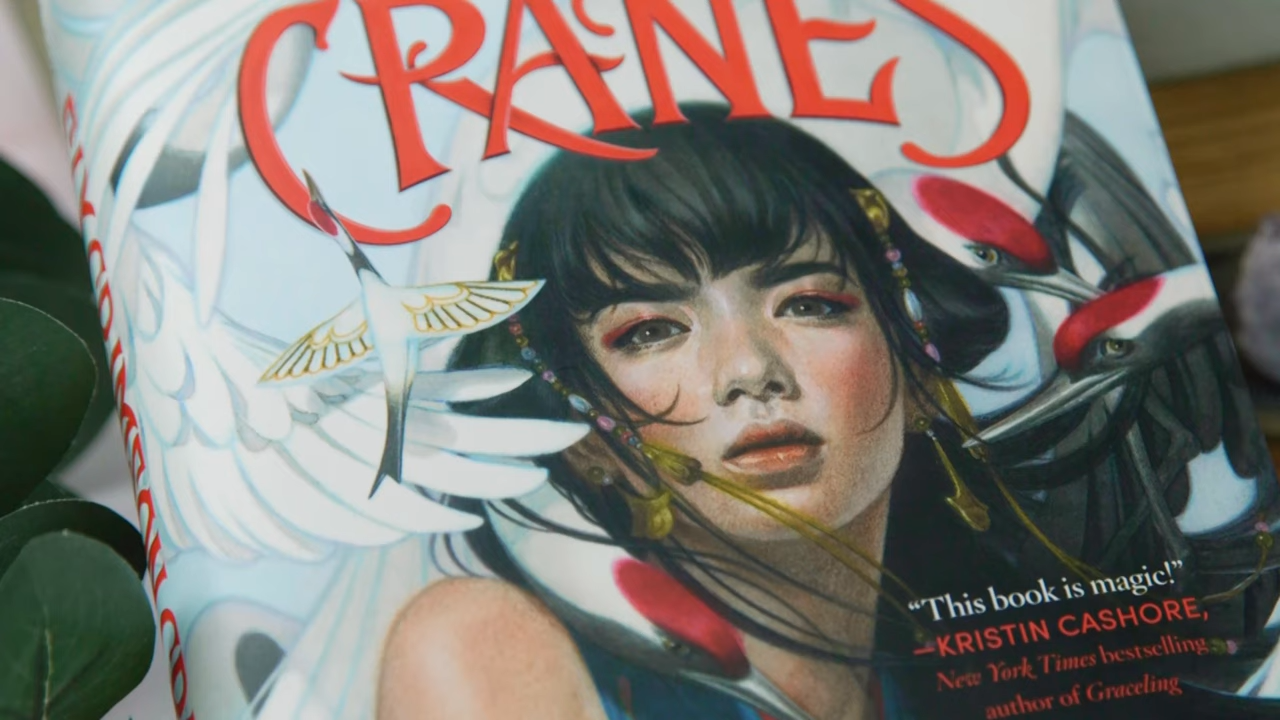 CRANES
“This book is magic!”
—KRISTIN CASHORE,
New York Times bestselling
author of Graceling